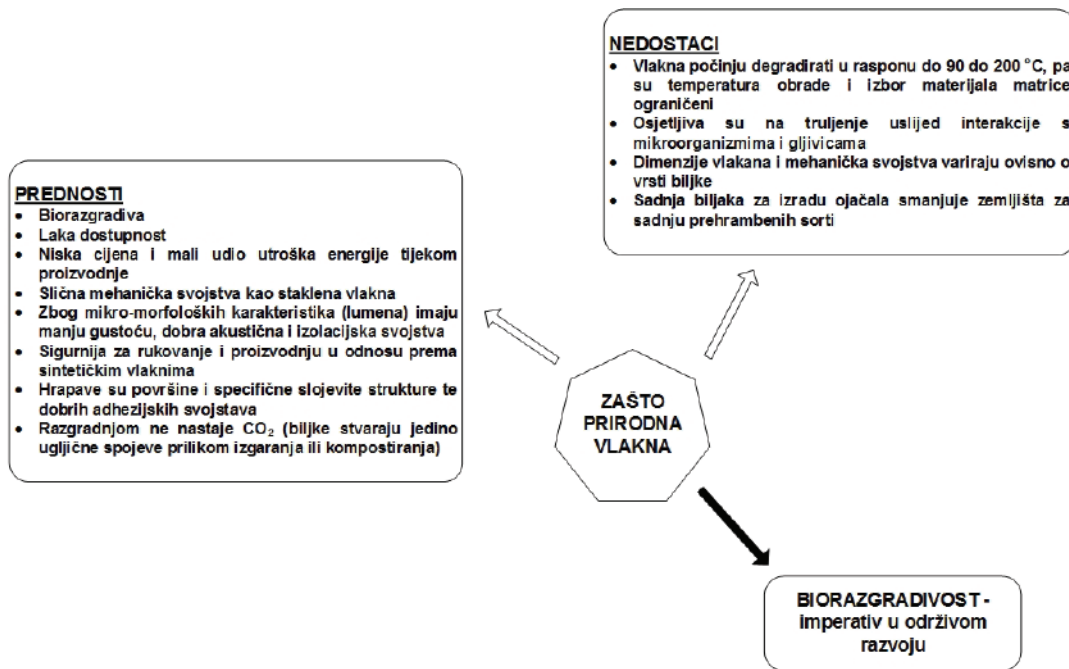 NEDOSTACI
• Vlakna počinju degradirati u rasponu do 90 do 200 °C, pa
su temperatura obrade i izbor materijala matrice
ograničeni
• Osjetljiva su na truljenje uslijed interakcije s
mikroorganizmima i gljivicama
• Dimenzije vlakana i mehanička svojstva variraju ovisno o
vrsti biljke
• Sadnja biljaka za izradu ojačala smanjuje zemljišta za
sadnju prehrambenih sorti
PREDNOSTI
• Biorazgradiva
• Laka dostupnost
• Niska cijena i mali udio utroška energije tijekom
proizvodnje
• Slična mehanička svojstva kao staklena vlakna
• Zbog mikro-morfoloških karakteristika (lumena) imaju
manju gustoću, dobra akustična i izolacijska svojstva
• Sigurnija za rukovanje i proizvodnju u odnosu prema
sintetičkim vlaknima
• Hrapave su površine i specifične slojevite strukture te
dobrih adhezijskih svojstava
• Razgradnjom ne nastaje CO₂ (biljke stvaraju jedino
ugljične spojeve prilikom izgaranja ili kompostiranja)
ZAŠTO
PRIRODNA
VLAKNA
BIORAZGRADIVOST -
imperativ u održivom
razvoju